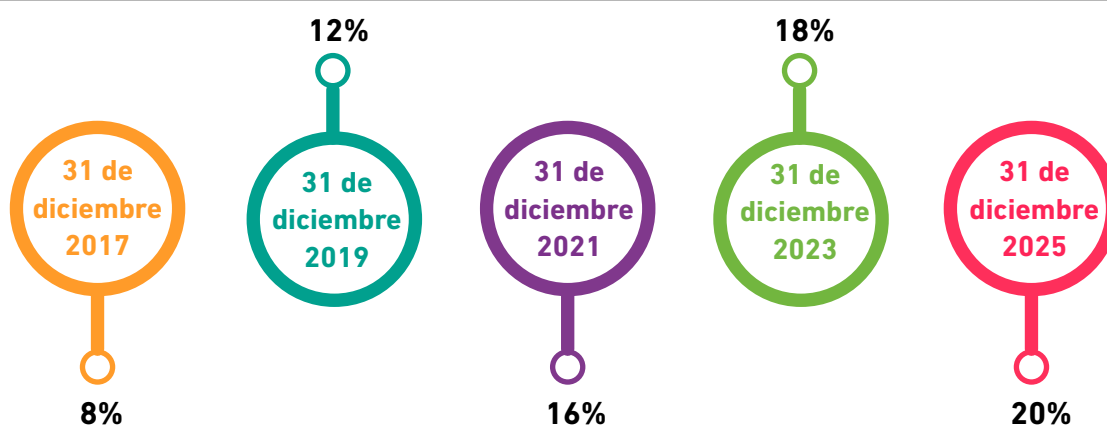 12%
18%
31 de
diciembre
2017
31 de
diciembre
2019
31 de
diciembre
2021
31 de
diciembre
2023
31 de
diciembre
2025
8%
16%
20%